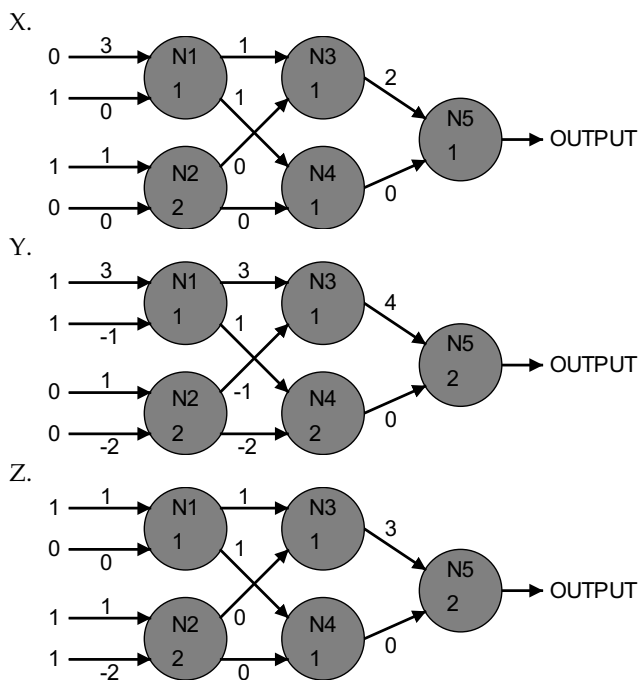 X.
0 3 N1 1 N3
1 0 1 1 1 2
N5 OUTPUT
1
1 1 N2 0 N4
0 0 2 0 1 0
Y.
1 3 N1 3 N3
1 -1 1 1 1 4
N5 OUTPUT
2
0 1 N2 -1 N4
0 -2 2 -2 2 0
Z.
1 1 N1 1 N3
0 0 1 1 1 3
N5 OUTPUT
2
1 1 N2 0 N4
1 -2 2 0 1 0